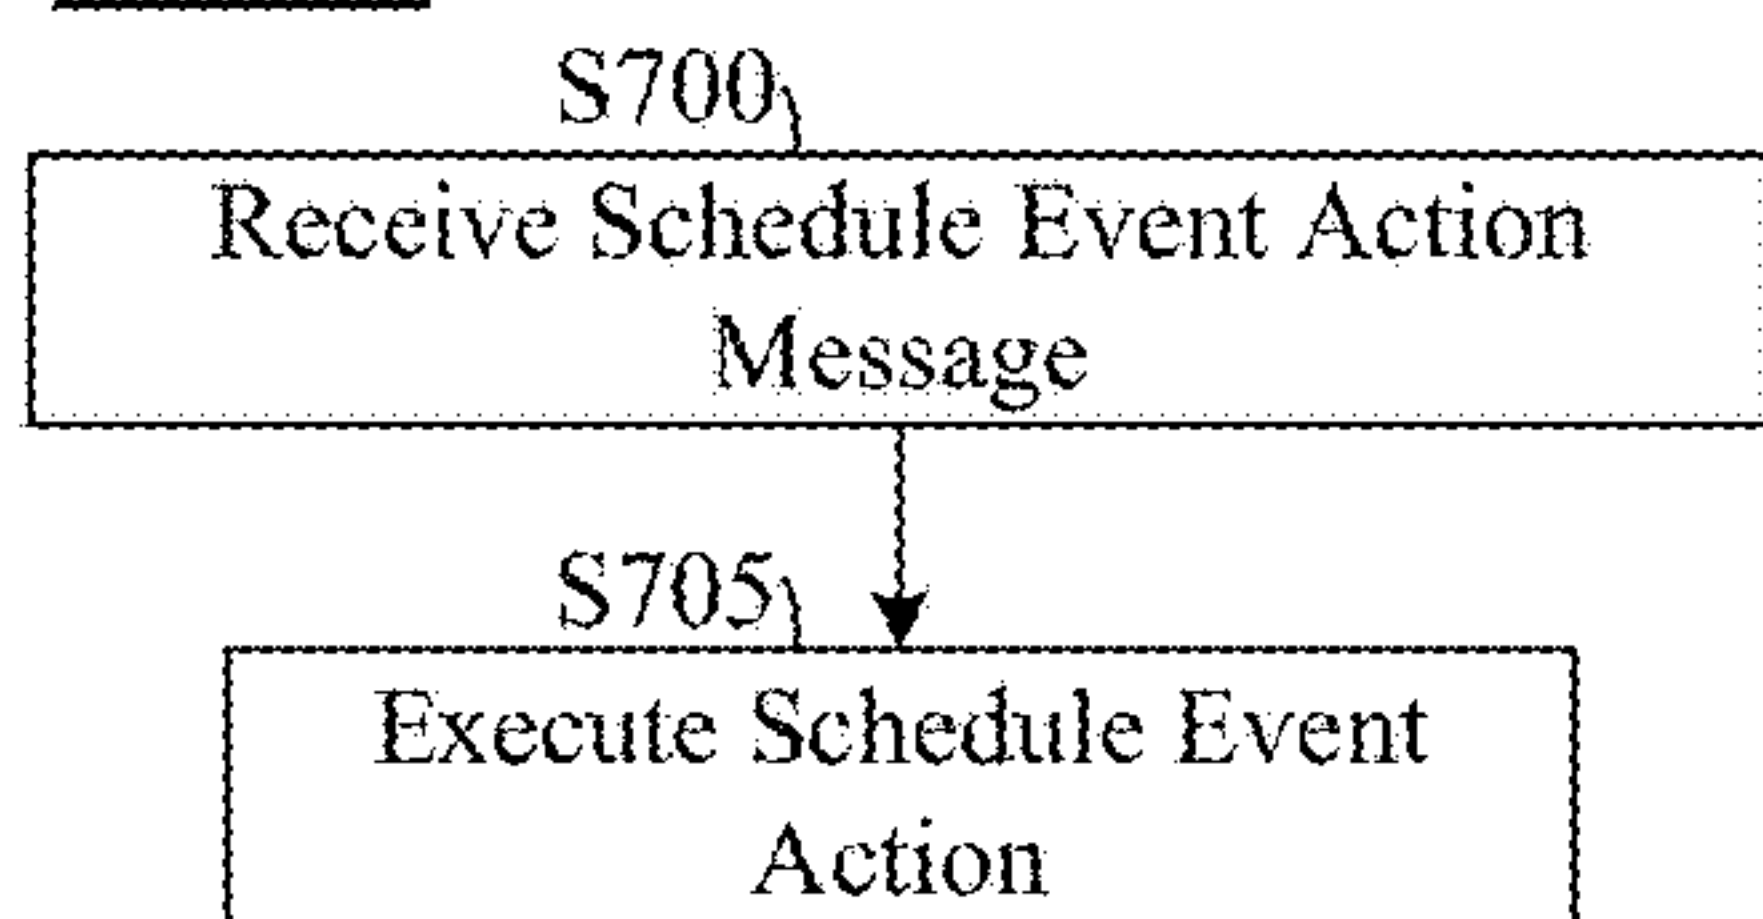 S700
Receive Schedule Event Action
Message
S705
Execute Schedule Event
Action